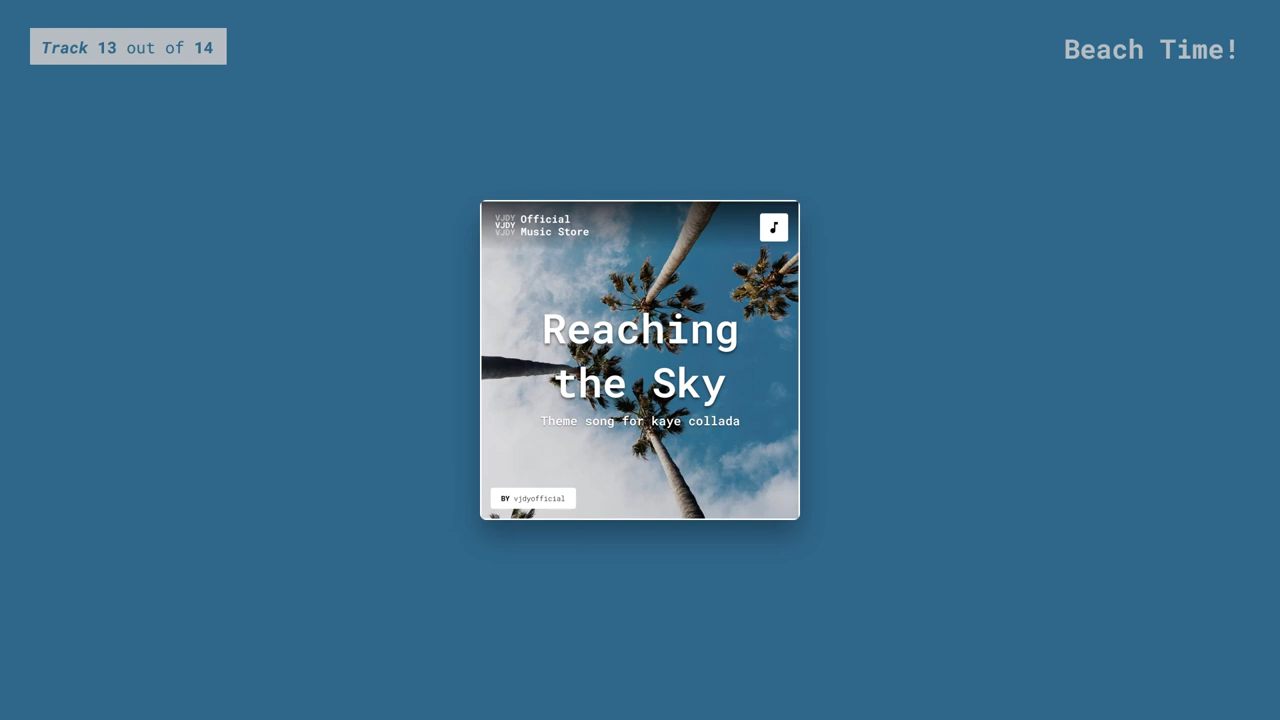 Track 13 out of 14
Beach Time!
VJDY
VJDY
VJDY
Official
Music Store
Reaching
the Sky
Theme song for kaye collada
BY vjdyofficial